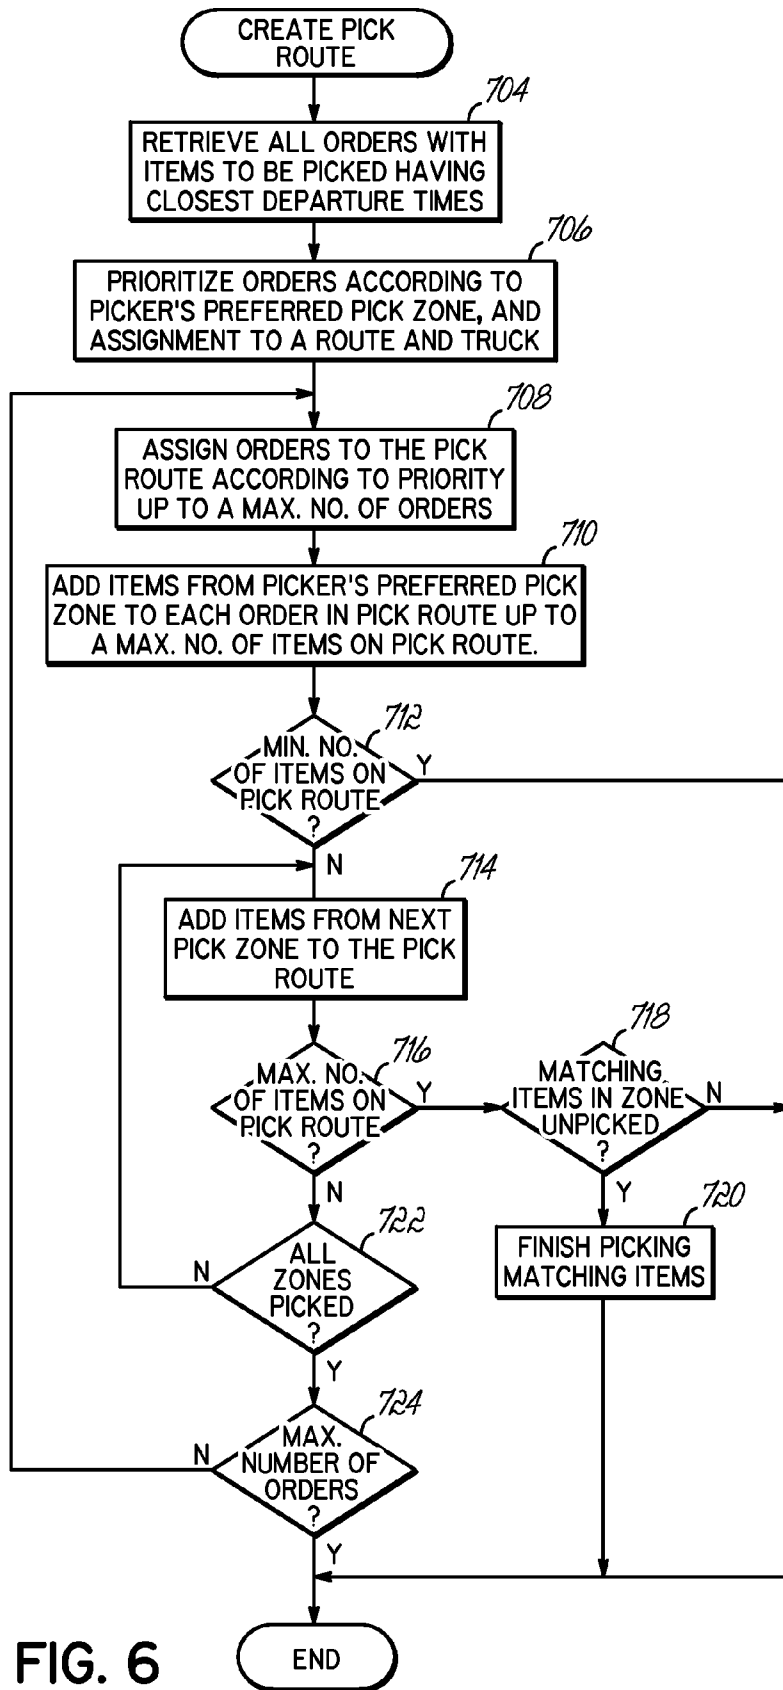 CREATE PICK
ROUTE
704
RETRIEVE ALL ORDERS WITH
ITEMS TO BE PICKED HAVING
CLOSEST DEPARTURE TIMES
706
PRIORITIZE ORDERS ACCORDING TO
PICKER'S PREFERRED PICK ZONE, AND
ASSIGNMENT TO A ROUTE AND TRUCK
708
ASSIGN ORDERS TO THE PICK
ROUTE ACCORDING TO PRIORITY
UP TO A MAX. NO. OF ORDERS
710
ADD ITEMS FROM PICKER'S PREFERRED PICK
ZONE TO EACH ORDER IN PICK ROUTE UP TO
A MAX. NO. OF ITEMS ON PICK ROUTE.
712
MIN. NO.
OF ITEMS ON
PICK ROUTE
?
Y
N
714
ADD ITEMS FROM NEXT
PICK ZONE TO THE PICK
ROUTE
716
MAX. NO.
OF ITEMS ON
PICK ROUTE
?
Y
N
718
MATCHING
ITEMS IN ZONE
UNPICKED
?
N
Y
720
FINISH PICKING
MATCHING ITEMS
722
ALL
ZONES
PICKED
?
N
Y
724
MAX.
NUMBER OF
ORDERS
?
N
Y
END
FIG. 6